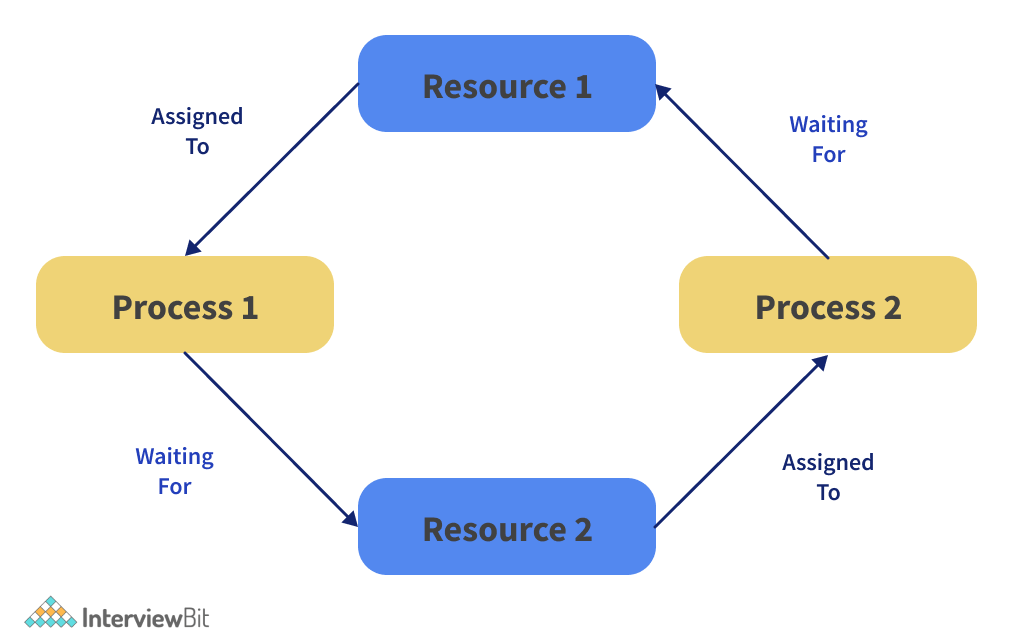 Resource 1
Assigned
To
Waiting
For
Process 1
Process 2
Waiting
For
Assigned
To
Resource 2
InterviewBit